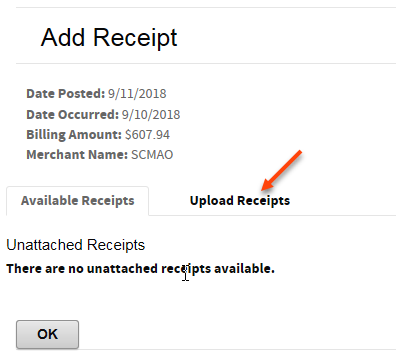 Add Receipt
Date Posted: 9/11/2018
Date Occurred: 9/10/2018
Billing Amount: $607.94
Merchant Name: SCMAO
Available Receipts Upload Receipts
Unattached Receipts
There are no unattached receipts available.
OK